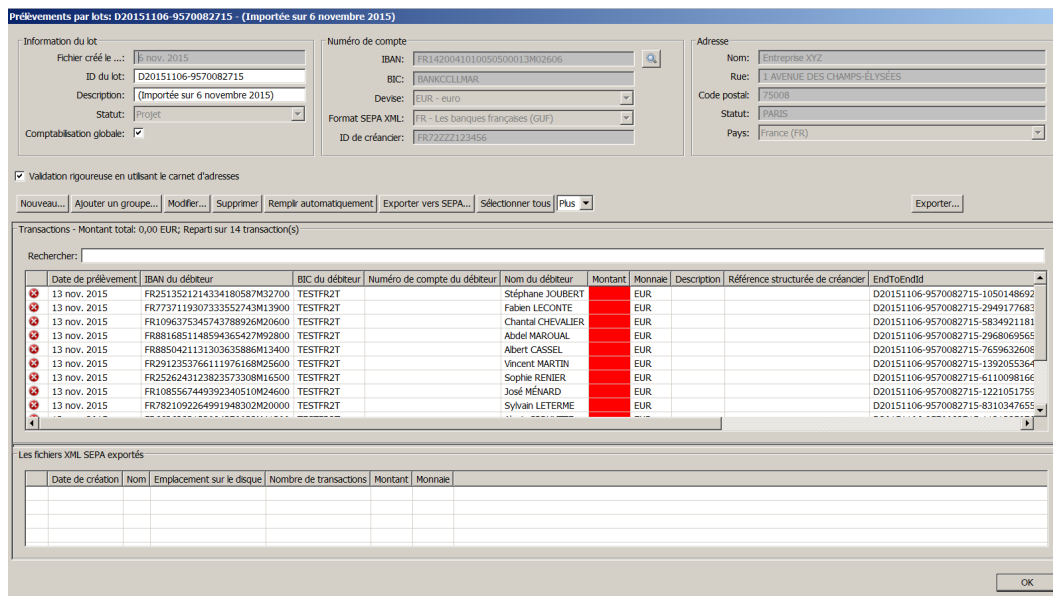 Prélèvements par lots: D20151106-9570082715 - (Importée sur 6 novembre 2015)
Information du lot
Fichier créé le ...: 6 nov. 2015
ID du lot: D20151106-9570082715
Description: (Importée sur 6 novembre 2015)
Statut: Projet
Comptabilisation globale:
Numéro de compte
IBAN: FR1420041010050500013M02606
BIC: BANKCCLLMAR
Devise: EUR - euro
Format SEPA XML: FR - Les banques françaises (GUF)
ID de créancier: FR72ZZZ123456
Adresse
Nom: Entreprise XYZ
Rue: 1 AVENUE DES CHAMPS-ÉLYSÉES
Code postal: 75008
Statut: PARIS
Pays: France (FR)
Validation rigoureuse en utilisant le carnet d'adresses
Nouveau... Ajouter un groupe... Modifier... Supprimer Remplir automatiquement Exporter vers SEPA... Sélectionner tous Plus Exporter...
Transactions - Montant total: 0,00 EUR; Reparti sur 14 transaction(s)
Rechercher:
Date de prélèvement IBAN du débiteur BIC du débiteur Numéro de compte du débiteur Nom du débiteur Montant Monnaie Description Référence structurée de créancier EndToEndId
13 nov. 2015 FR2513521214334180587M32700 TESTFR2T Stéphane JOUBERT EUR D20151106-9570082715-1050148692
13 nov. 2015 FR7737119307333552743M13900 TESTFR2T Fabien LECONTE EUR D20151106-9570082715-294917768
13 nov. 2015 FR1096375345743788926M20600 TESTFR2T Chantal CHEVALIER EUR D20151106-9570082715-5834921181
13 nov. 2015 FR8816851148594365427M92800 TESTFR2T Abdel MAROUAL EUR D20151106-9570082715-2968069565
13 nov. 2015 FR8850421131303635886M13400 TESTFR2T Albert CASSEL EUR D20151106-9570082715-7659632608
13 nov. 2015 FR2912353766111976168M25600 TESTFR2T Vincent MARTIN EUR D20151106-9570082715-1392055364
13 nov. 2015 FR2526243123823573308M16500 TESTFR2T Sophie RENIER EUR D20151106-9570082715-6110098166
13 nov. 2015 FR1085567449392340510M24600 TESTFR2T José MÉNARD EUR D20151106-9570082715-1221051759
13 nov. 2015 FR7821092264991948302M20000 TESTFR2T Sylvain LETERME EUR D20151106-9570082715-8310347655
Les fichiers XML SEPA exportés
Date de création Nom Emplacement sur le disque Nombre de transactions Montant Monnaie
OK